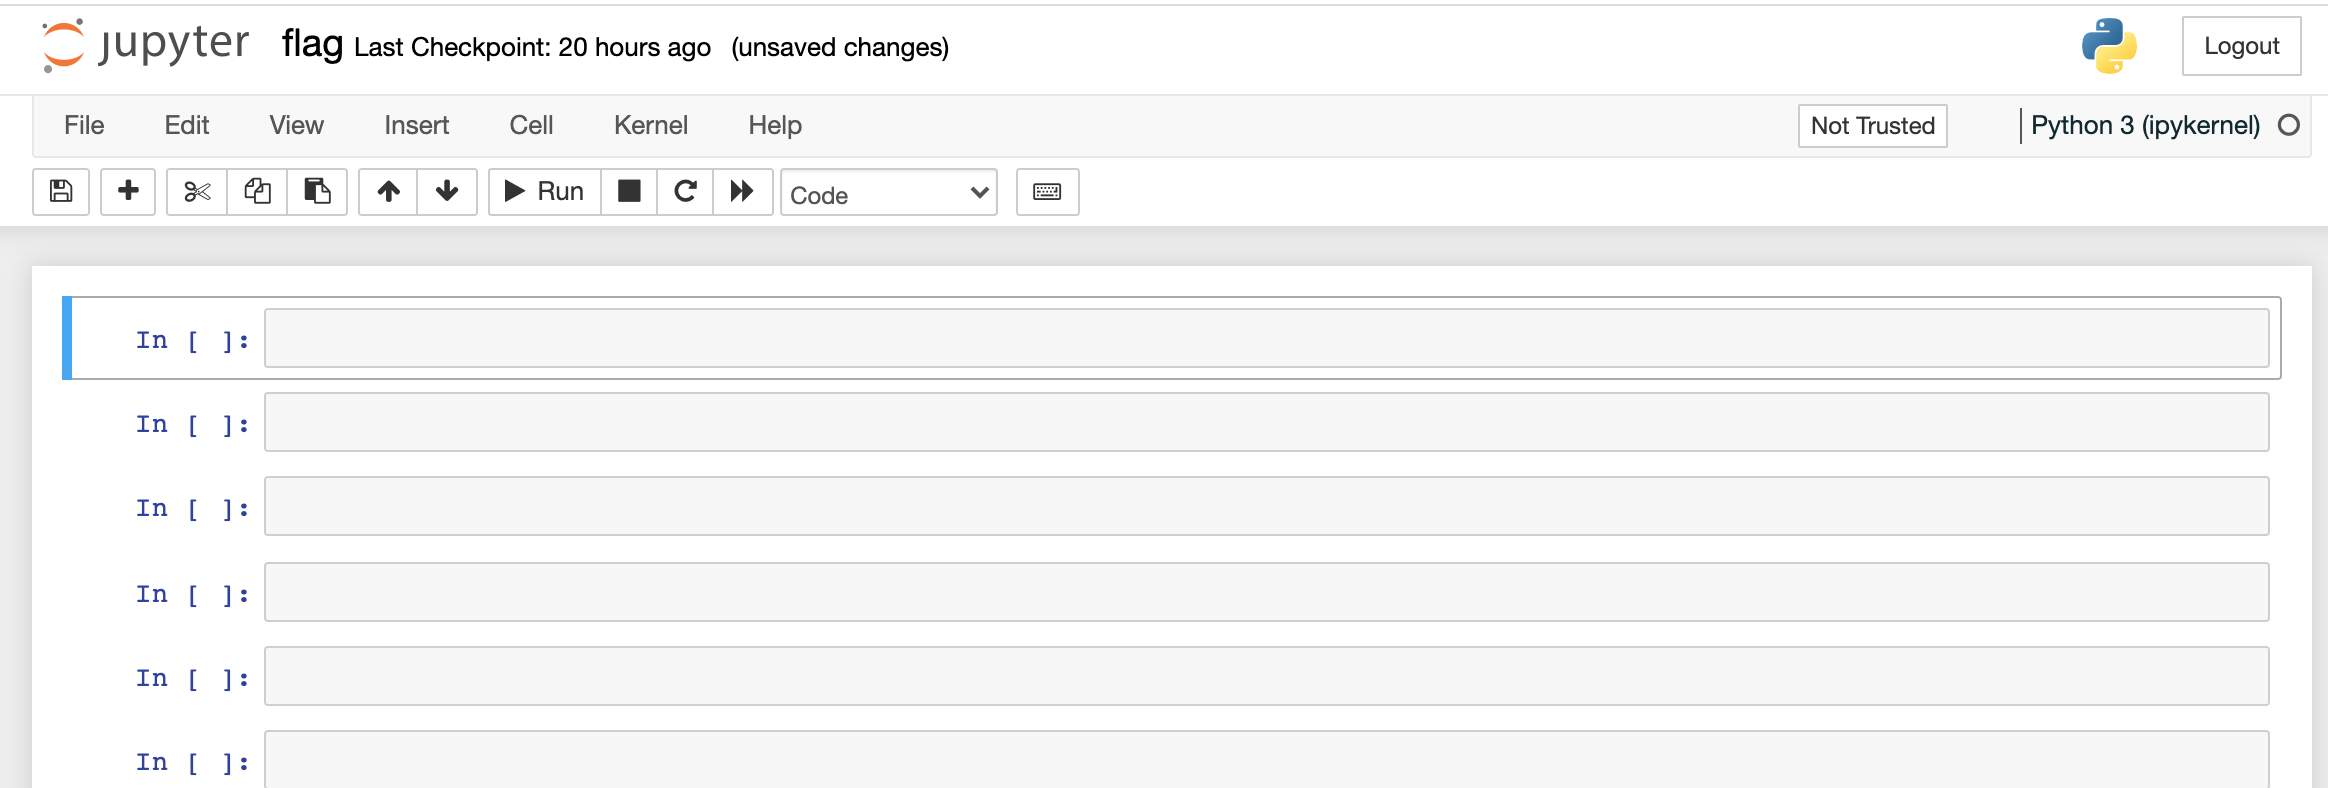 jupyter flag Last Checkpoint: 20 hours ago (unsaved changes) Logout
File Edit View Insert Cell Kernel Help Not Trusted Python 3 (ipykernel)
Run Code
In [ ]:
In [ ]:
In [ ]:
In [ ]:
In [ ]:
In [ ]: